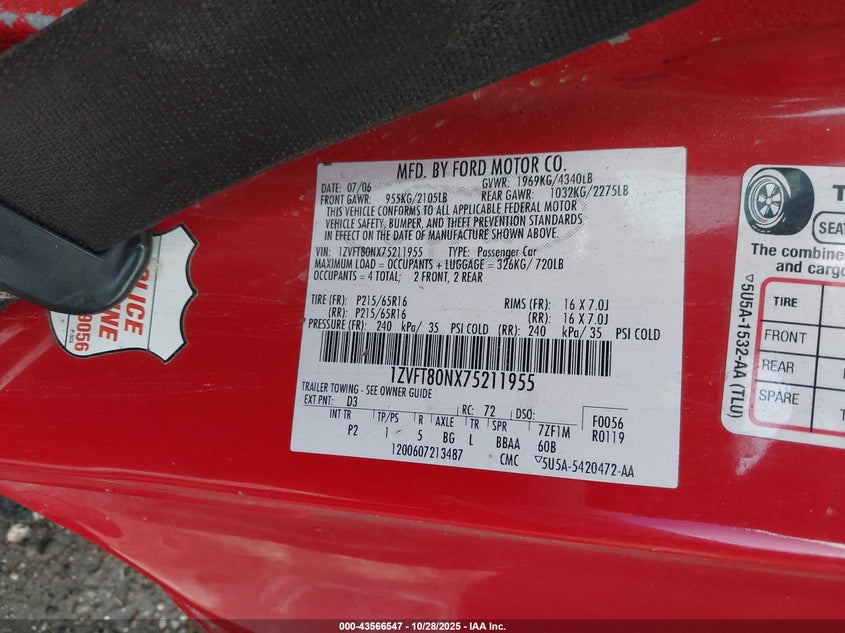 MFD. BY FORD MOTOR CO.
DATE: 07/06 GVWR: 1969KG/4340LB
FRONT GAWR: 955KG/2105LB REAR GAWR: 1032KG/2275LB
THIS VEHICLE CONFORMS TO ALL APPLICABLE FEDERAL MOTOR
VEHICLE SAFETY, BUMPER, AND THEFT PREVENTION STANDARDS
IN EFFECT ON THE DATE OF MANUFACTURE SHOWN ABOVE.
VIN: 1ZVFT80NX75211955 TYPE: Passenger Car
MAXIMUM LOAD = OCCUPANTS + LUGGAGE = 326KG/720LB
OCCUPANTS = 4 TOTAL; 2 FRONT, 2 REAR
TIRE (FR): P215/65R16 RIMS (FR): 16 X 7.0J
(RR): P215/65R16 (RR): 16 X 7.0J
PRESSURE (FR): 240 kPa/ 35 PSI COLD (RR): 240 kPa/ 35 PSI COLD
1ZVFT80NX75211955
TRAILER TOWING - SEE OWNER GUIDE
EXT PNT: D3 RC: 72 DSO: F0056
INT TR TP/PS R AXLE TR SPR 7ZF1M R0119
P2 1 5 BG L BBAA 60B
1200607213487 CMC ▽5U5A-5420472-AA
LICE
NE
9056
T
SEAT
The combine
and cargo
TIRE
FRONT
REAR
SPARE
▽5U5A-1532-AA (TLU)
000-43566547 | 10/28/2025 | IAA Inc.